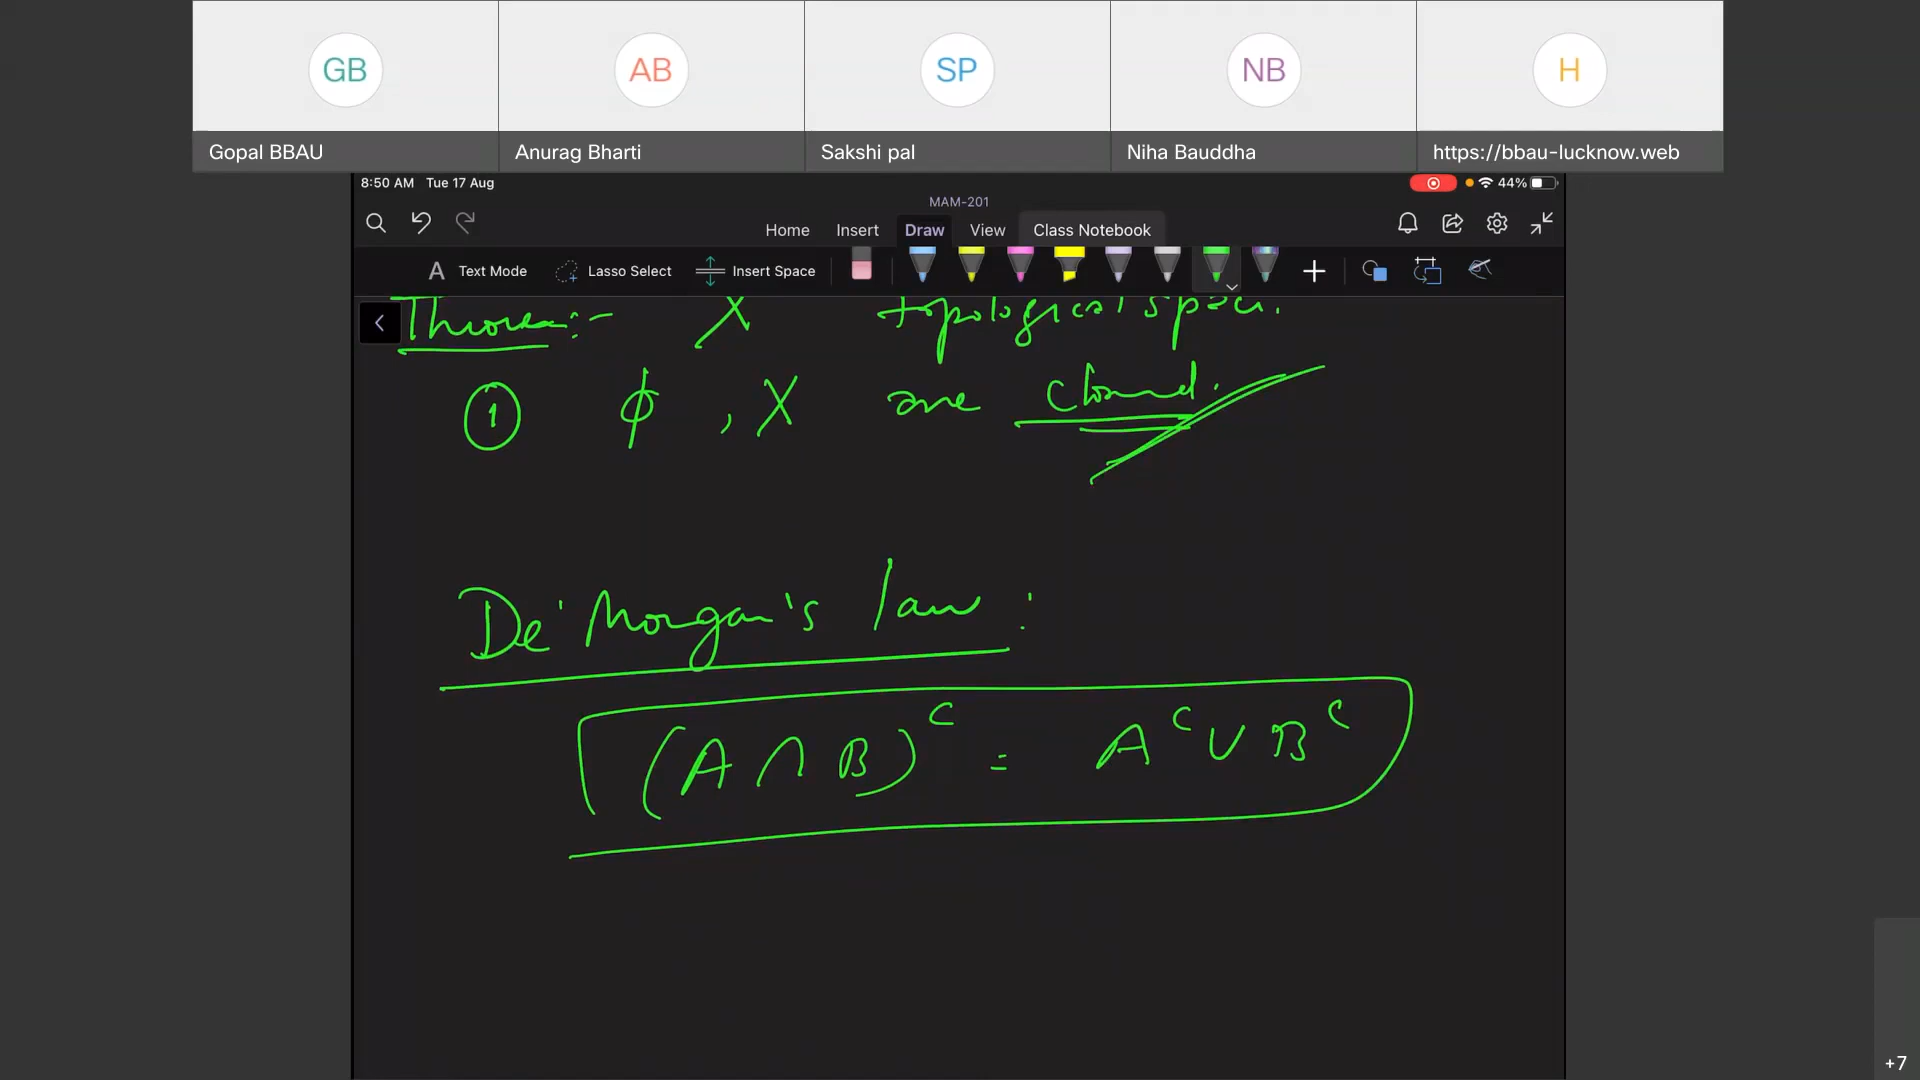 GB AB SP NB H
Gopal BBAU Anurag Bharti Sakshi pal Niha Bauddha https://bbau-lucknow.web
8:50 AM Tue 17 Aug 44%
MAM-201
Home Insert Draw View Class Notebook
A Text Mode Lasso Select Insert Space
Theorem:- X topological space.
① ϕ, X are closed.
De'Morgan's law:
(A ∩ B)ᶜ = Aᶜ ∪ Bᶜ
+7